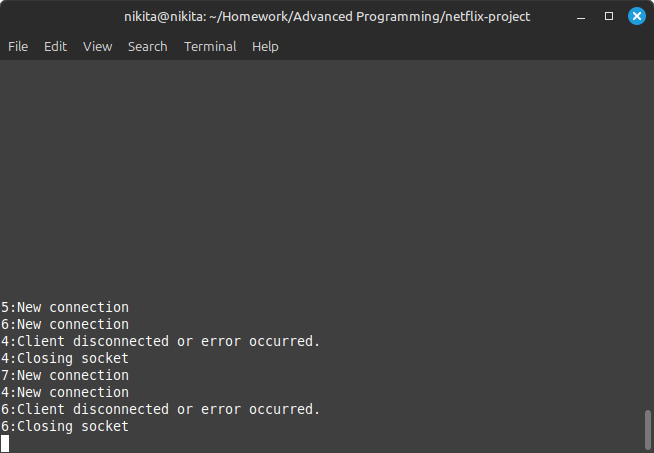 nikita@nikita: ~/Homework/Advanced Programming/netflix-project
File Edit View Search Terminal Help
5:New connection
6:New connection
4:Client disconnected or error occurred.
4:Closing socket
7:New connection
4:New connection
6:Client disconnected or error occurred.
6:Closing socket